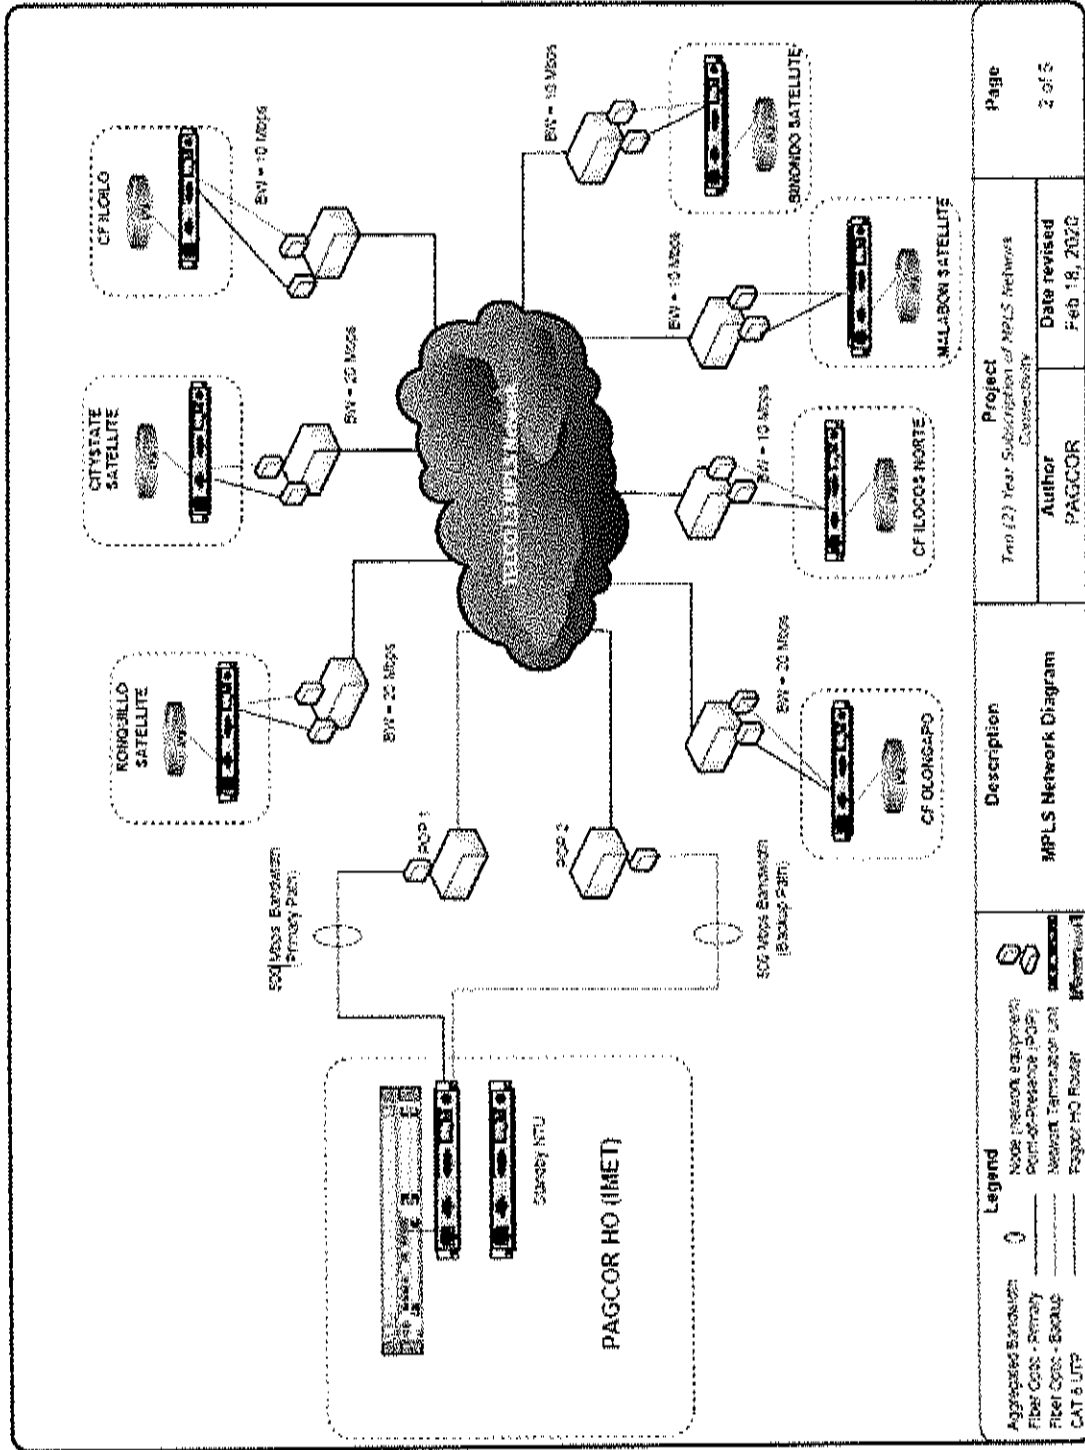 PAGCOR HO (IMET)
Standby NTU
500 Mbps Bandwidth
(Primary Path)
500 Mbps Bandwidth
(Backup Path)
POP 1
POP 2
RONQUILLO
SATELLITE
BW = 20 Mbps
CITYSTATE
SATELLITE
BW = 20 Mbps
CF ILOILO
BW = 10 Mbps
CF OLONGAPO
BW = 20 Mbps
CF ILOCOS NORTE
BW = 10 Mbps
MALABON SATELLITE
BW = 10 Mbps
BINONDO SATELLITE
BW = 10 Mbps
Legend
Aggregated Bandwidth
Fiber Optic - Primary
Fiber Optic - Backup
CAT 6 UTP
Node (network equipment)
Point-of-Presence (POP)
Network Termination Unit
Pagcor HO Router
Description
MPLS Network Diagram
Project
Two (2) Year Subscription of MPLS Network
Connectivity
Author
PAGCOR
Date revised
Feb 18, 2020
Page
2 of 5